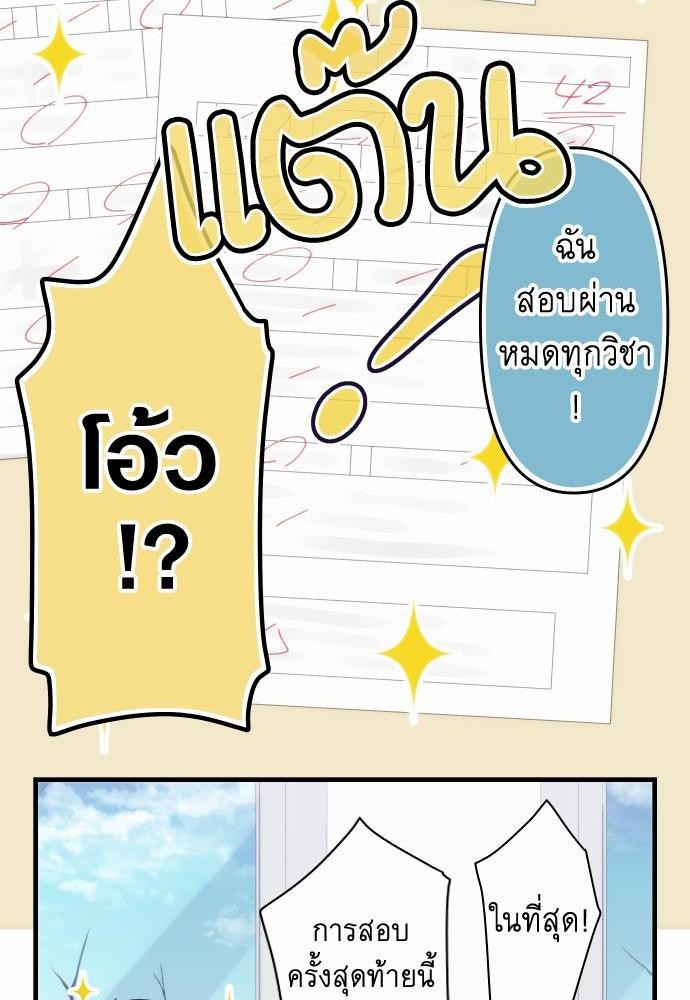 แต๊น!
42
ฉัน
สอบผ่าน
หมดทุกวิชา
!
โอ้ว
!?
ในที่สุด!
การสอบ
ครั้งสุดท้ายนี้